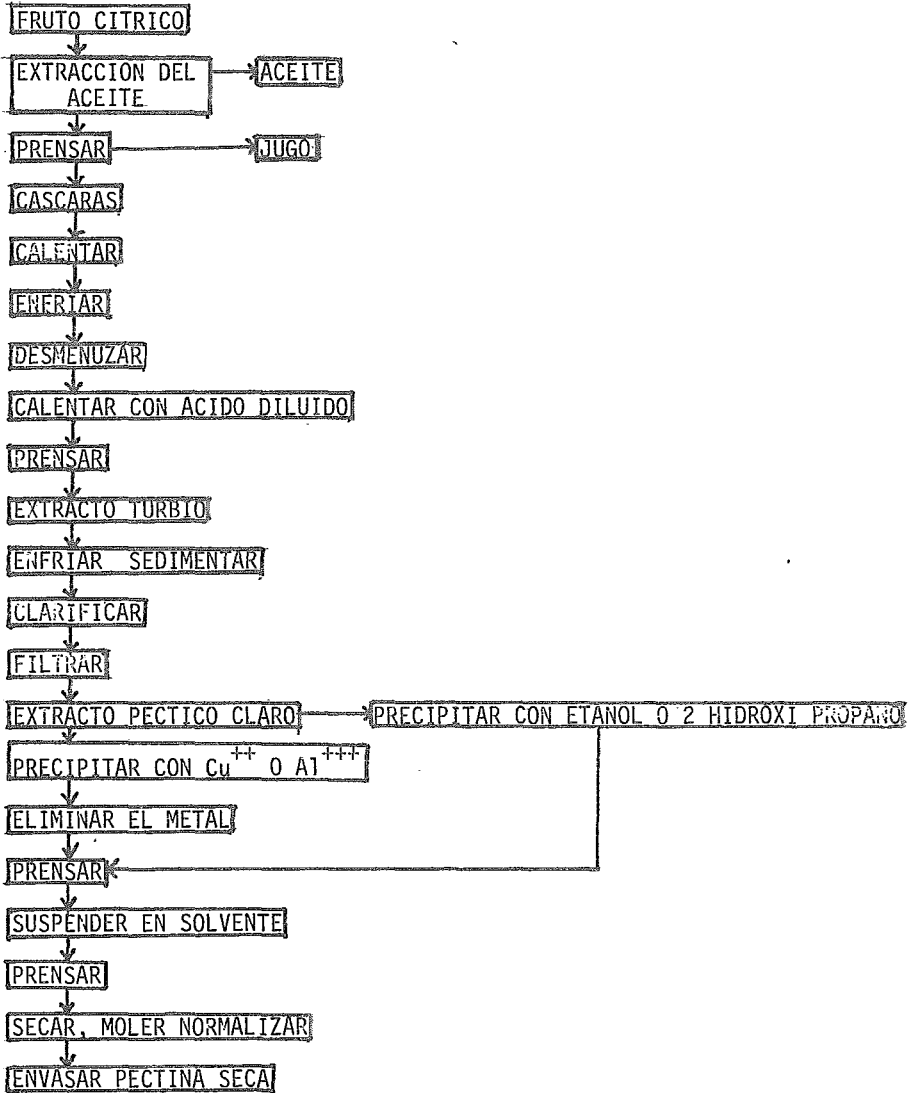 FRUTO CITRICO
EXTRACCION DEL
ACEITE
ACEITE
PRENSAR
JUGO
CASCARAS
CALENTAR
ENFRIAR
DESMENUZAR
CALENTAR CON ACIDO DILUIDO
PRENSAR
EXTRACTO TURBIO
ENFRIAR SEDIMENTAR
CLARIFICAR
FILTRAR
EXTRACTO PECTICO CLARO
PRECIPITAR CON ETANOL O 2 HIDROXI PROPANO
PRECIPITAR CON Cu++ O Al+++
ELIMINAR EL METAL
PRENSAR
SUSPENDER EN SOLVENTE
PRENSAR
SECAR, MOLER NORMALIZAR
ENVASAR PECTINA SECA